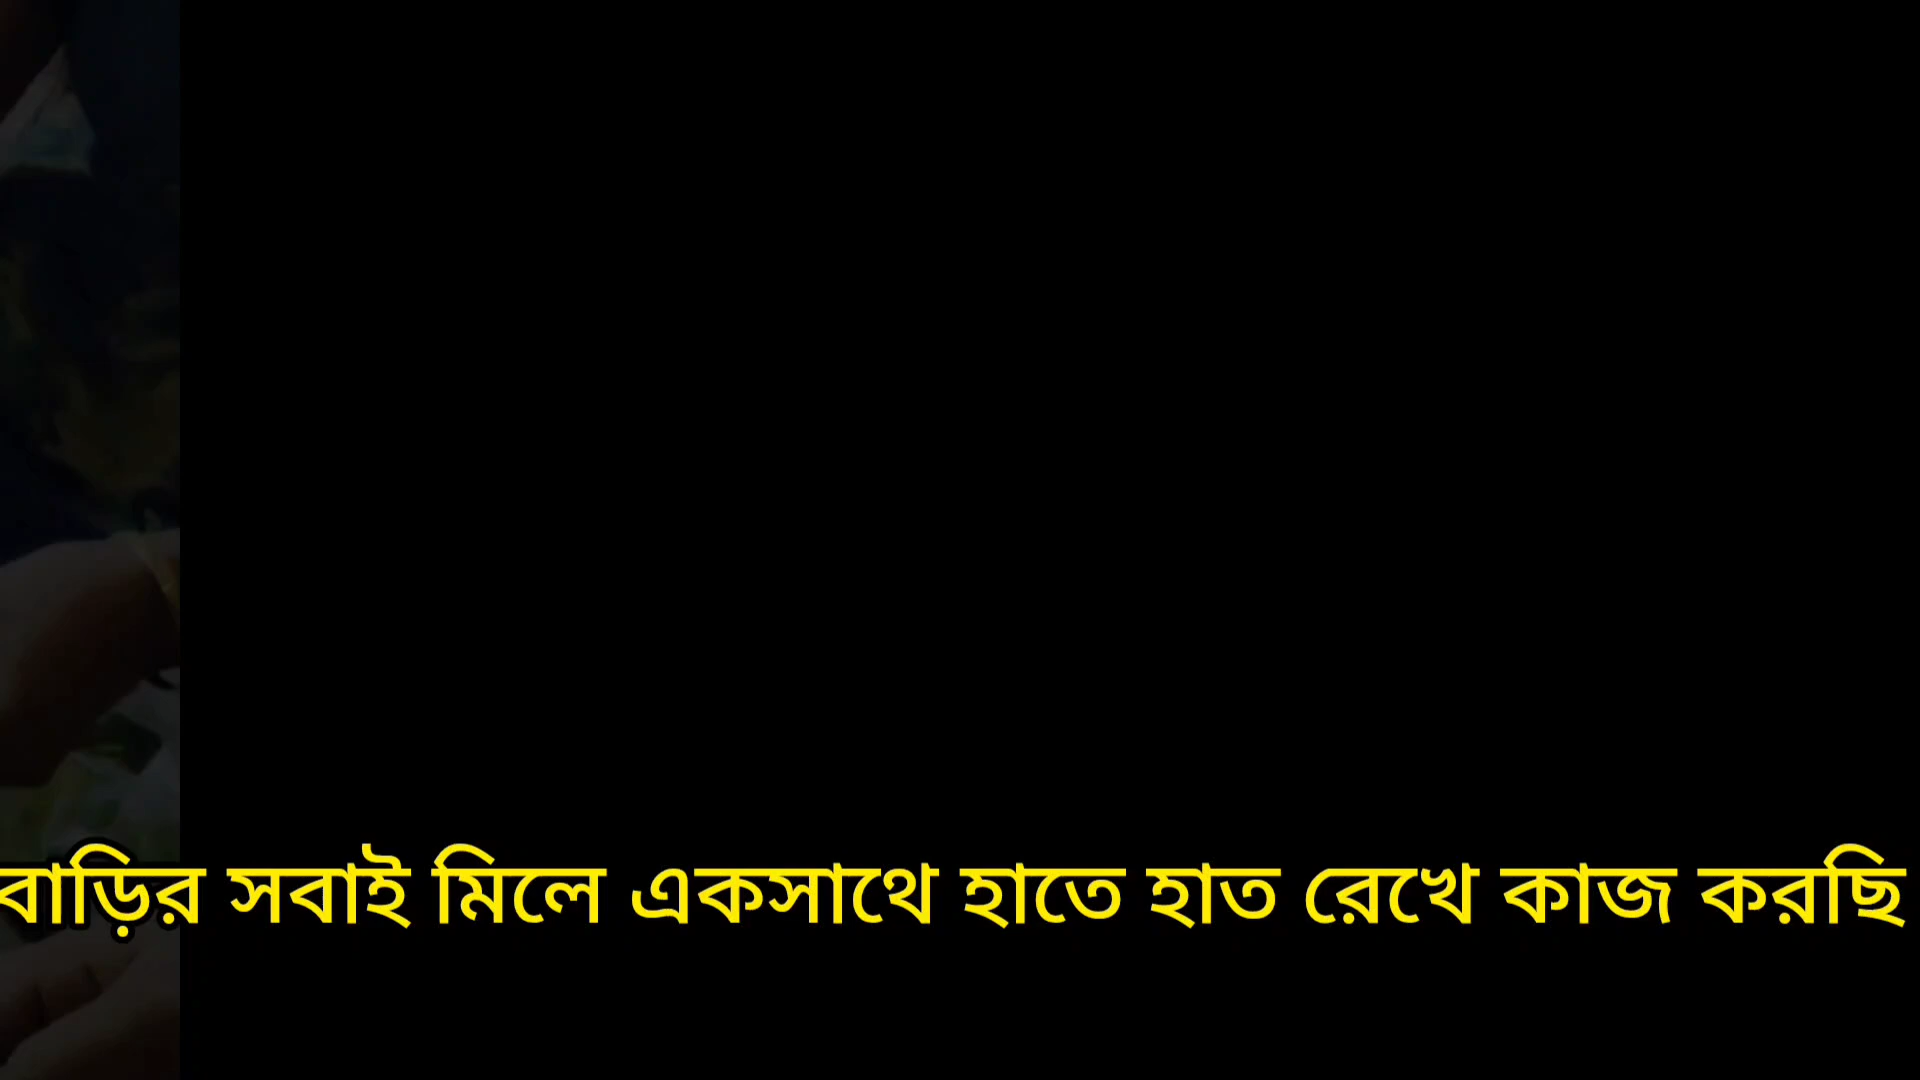 বাড়ির সবাই মিলে একসাথে হাতে হাত রেখে কাজ করছি